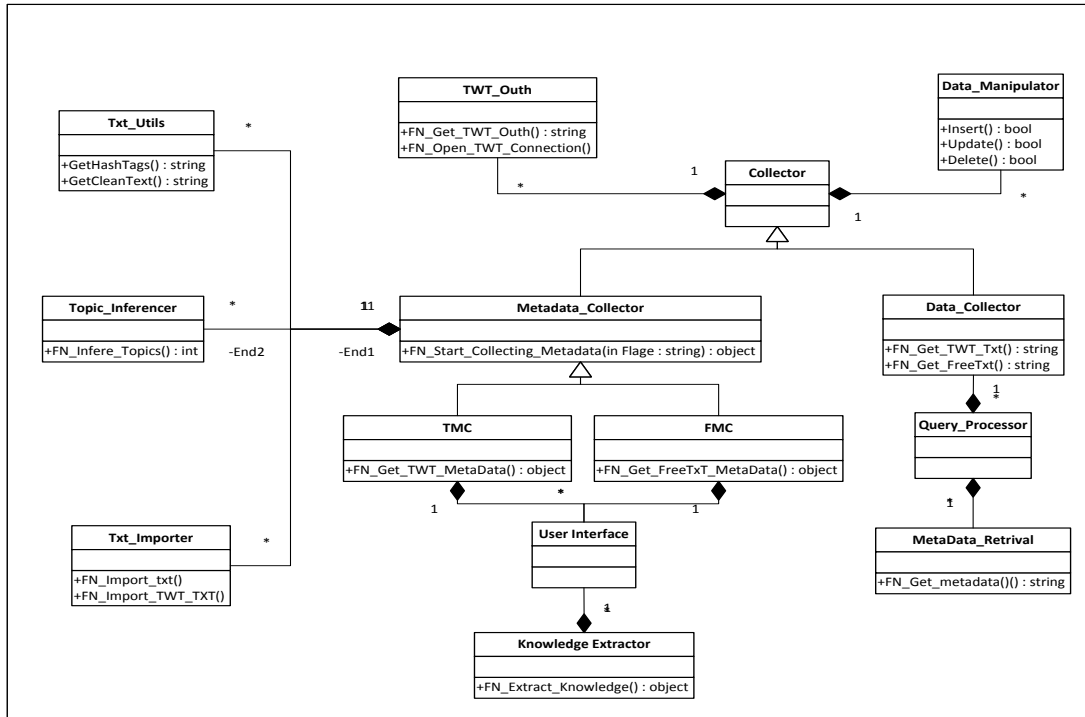 TWT_Outh
+FN_Get_TWT_Outh() : string
+FN_Open_TWT_Connection()
Data_Manipulator
+Insert() : bool
+Update() : bool
+Delete() : bool
Txt_Utils
+GetHashTags() : string
+GetCleanText() : string
*
1
*
Collector
1
*
Topic_Inferencer
+FN_Infere_Topics() : int
*
-End2
11
-End1
Metadata_Collector
+FN_Start_Collecting_Metadata(in Flage : string) : object
Data_Collector
+FN_Get_TWT_Txt() : string
+FN_Get_FreeTxt() : string
1
*
TMC
+FN_Get_TWT_MetaData() : object
FMC
+FN_Get_FreeTxT_MetaData() : object
Query_Processor
1
*
1
User Interface
*
1
MetaData_Retrival
+FN_Get_metadata()() : string
Txt_Importer
+FN_Import_txt()
+FN_Import_TWT_TXT()
*
1
Knowledge Extractor
+FN_Extract_Knowledge() : object